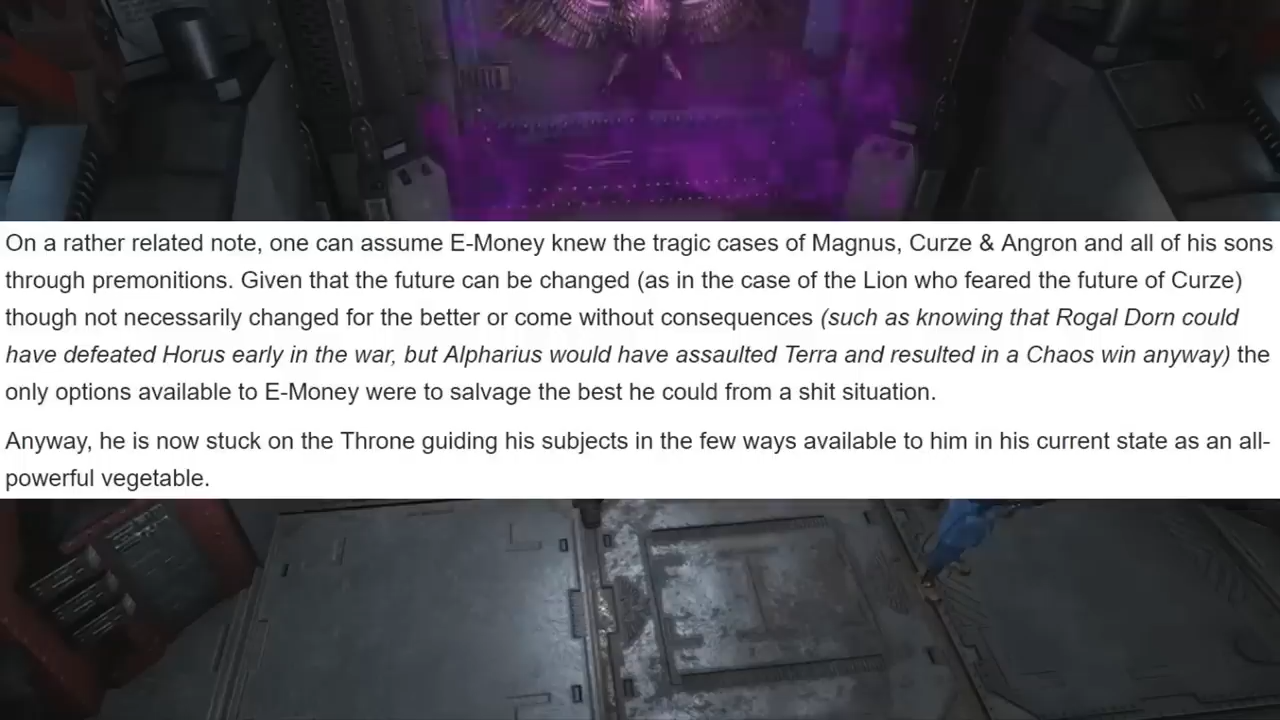 On a rather related note, one can assume E-Money knew the tragic cases of Magnus, Curze & Angron and all of his sons
through premonitions. Given that the future can be changed (as in the case of the Lion who feared the future of Curze)
though not necessarily changed for the better or come without consequences (such as knowing that Rogal Dorn could
have defeated Horus early in the war, but Alpharius would have assaulted Terra and resulted in a Chaos win anyway) the
only options available to E-Money were to salvage the best he could from a shit situation.
Anyway, he is now stuck on the Throne guiding his subjects in the few ways available to him in his current state as an all-
powerful vegetable.